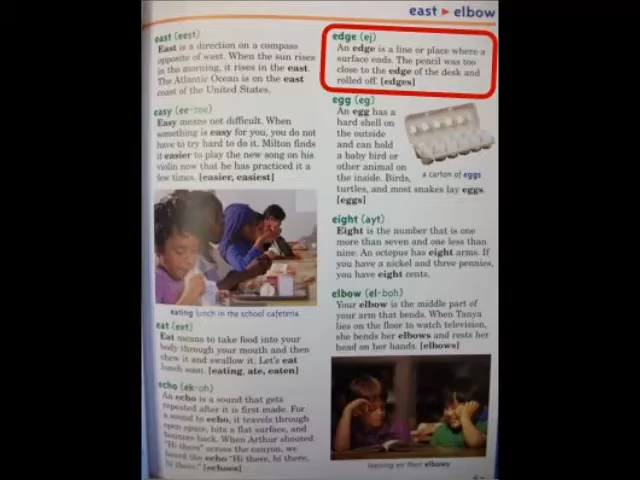 east ▸ elbow
east (eest)
East is a direction on a compass
opposite of west. When the sun rises
in the morning, it rises in the east.
The Atlantic Ocean is on the east
coast of the United States.
easy (ee-zee)
Easy means not difficult. When
something is easy for you, you do not
have to try hard to do it. Milton finds
it easier to play the new song on his
violin now that he has practiced it a
few times. [easier, easiest]
eating lunch in the school cafeteria
eat (eet)
Eat means to take food into your
body through your mouth and then
chew it and swallow it. Let's eat
lunch soon. [eating, ate, eaten]
echo (ek-oh)
An echo is a sound that gets
repeated after it is first made. For
a sound to echo, it travels through
open space, hits a flat surface, and
bounces back. When Arthur shouted
"Hi there" across the canyon, we
heard the echo "Hi there, hi there,
hi there." [echoes]
edge (ej)
An edge is a line or place where a
surface ends. The pencil was too
close to the edge of the desk and
rolled off. [edges]
egg (eg)
An egg has a
hard shell on
the outside
and can hold
a baby bird or
other animal on
the inside. Birds,
turtles, and most snakes lay eggs.
[eggs]
a carton of eggs
eight (ayt)
Eight is the number that is one
more than seven and one less than
nine. An octopus has eight arms. If
you have a nickel and three pennies,
you have eight cents.
elbow (el-boh)
Your elbow is the middle part of
your arm that bends. When Tanya
lies on the floor to watch television,
she bends her elbows and rests her
head on her hands. [elbows]
leaning on their elbows